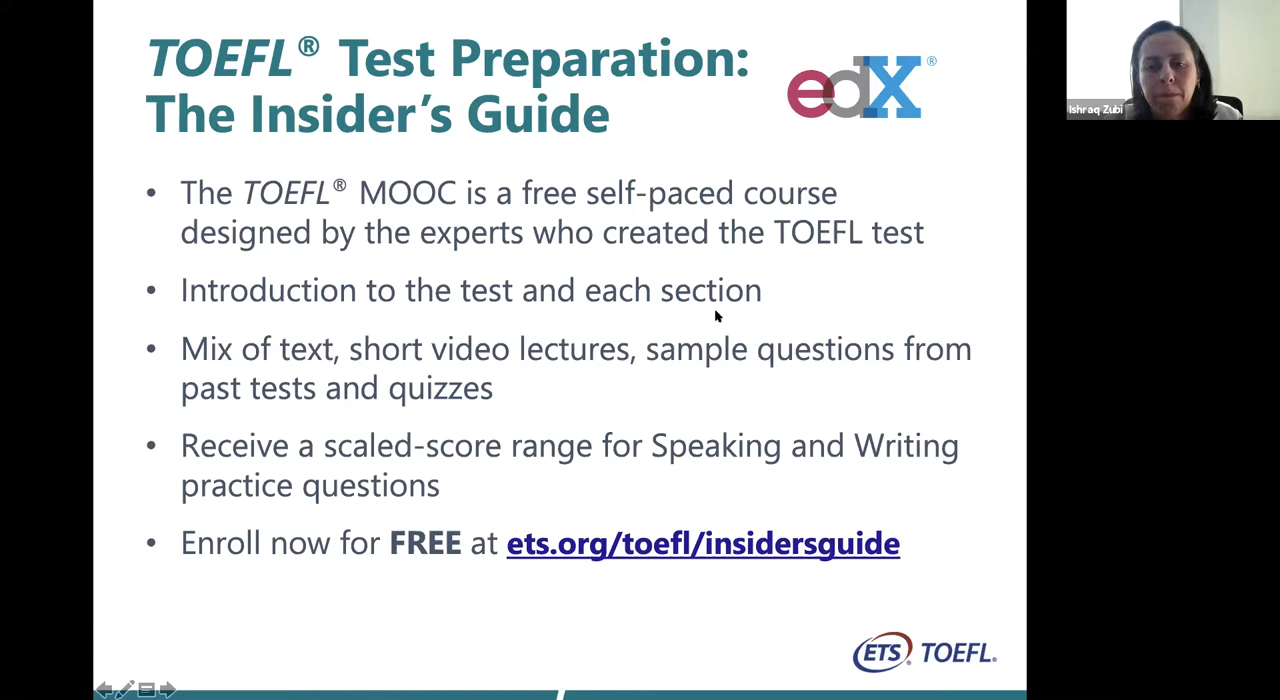 TOEFL® Test Preparation:
The Insider's Guide
edX®
• The TOEFL® MOOC is a free self-paced course
designed by the experts who created the TOEFL test
• Introduction to the test and each section
• Mix of text, short video lectures, sample questions from
past tests and quizzes
• Receive a scaled-score range for Speaking and Writing
practice questions
• Enroll now for FREE at ets.org/toefl/insidersguide
ETS® TOEFL®
Ishraq Zubi